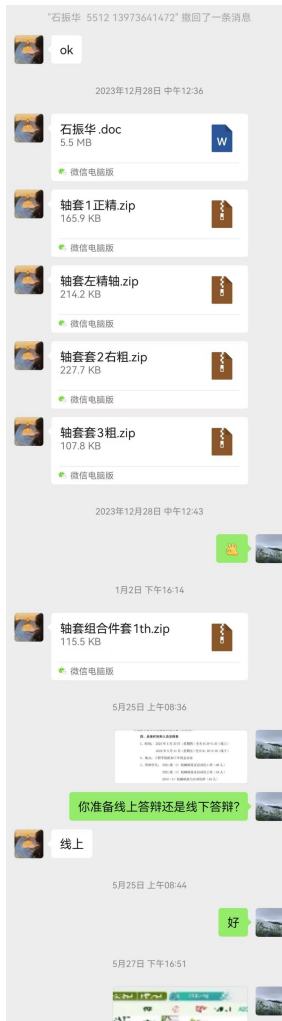 "石振华 5512 13973641472" 撤回了一条消息
ok
2023年12月28日 中午12:36
石振华.doc
5.5 MB
W
微信电脑版
轴套1正精.zip
165.9 KB
微信电脑版
轴套左精轴.zip
214.2 KB
微信电脑版
轴套套2右粗.zip
227.7 KB
微信电脑版
轴套套3粗.zip
107.8 KB
微信电脑版
2023年12月28日 中午12:43
1月2日 下午16:14
轴套组合件套1th.zip
115.5 KB
微信电脑版
5月25日 上午08:36
你准备线上答辩还是线下答辩?
线上
5月25日 上午08:44
好
5月27日 下午16:51